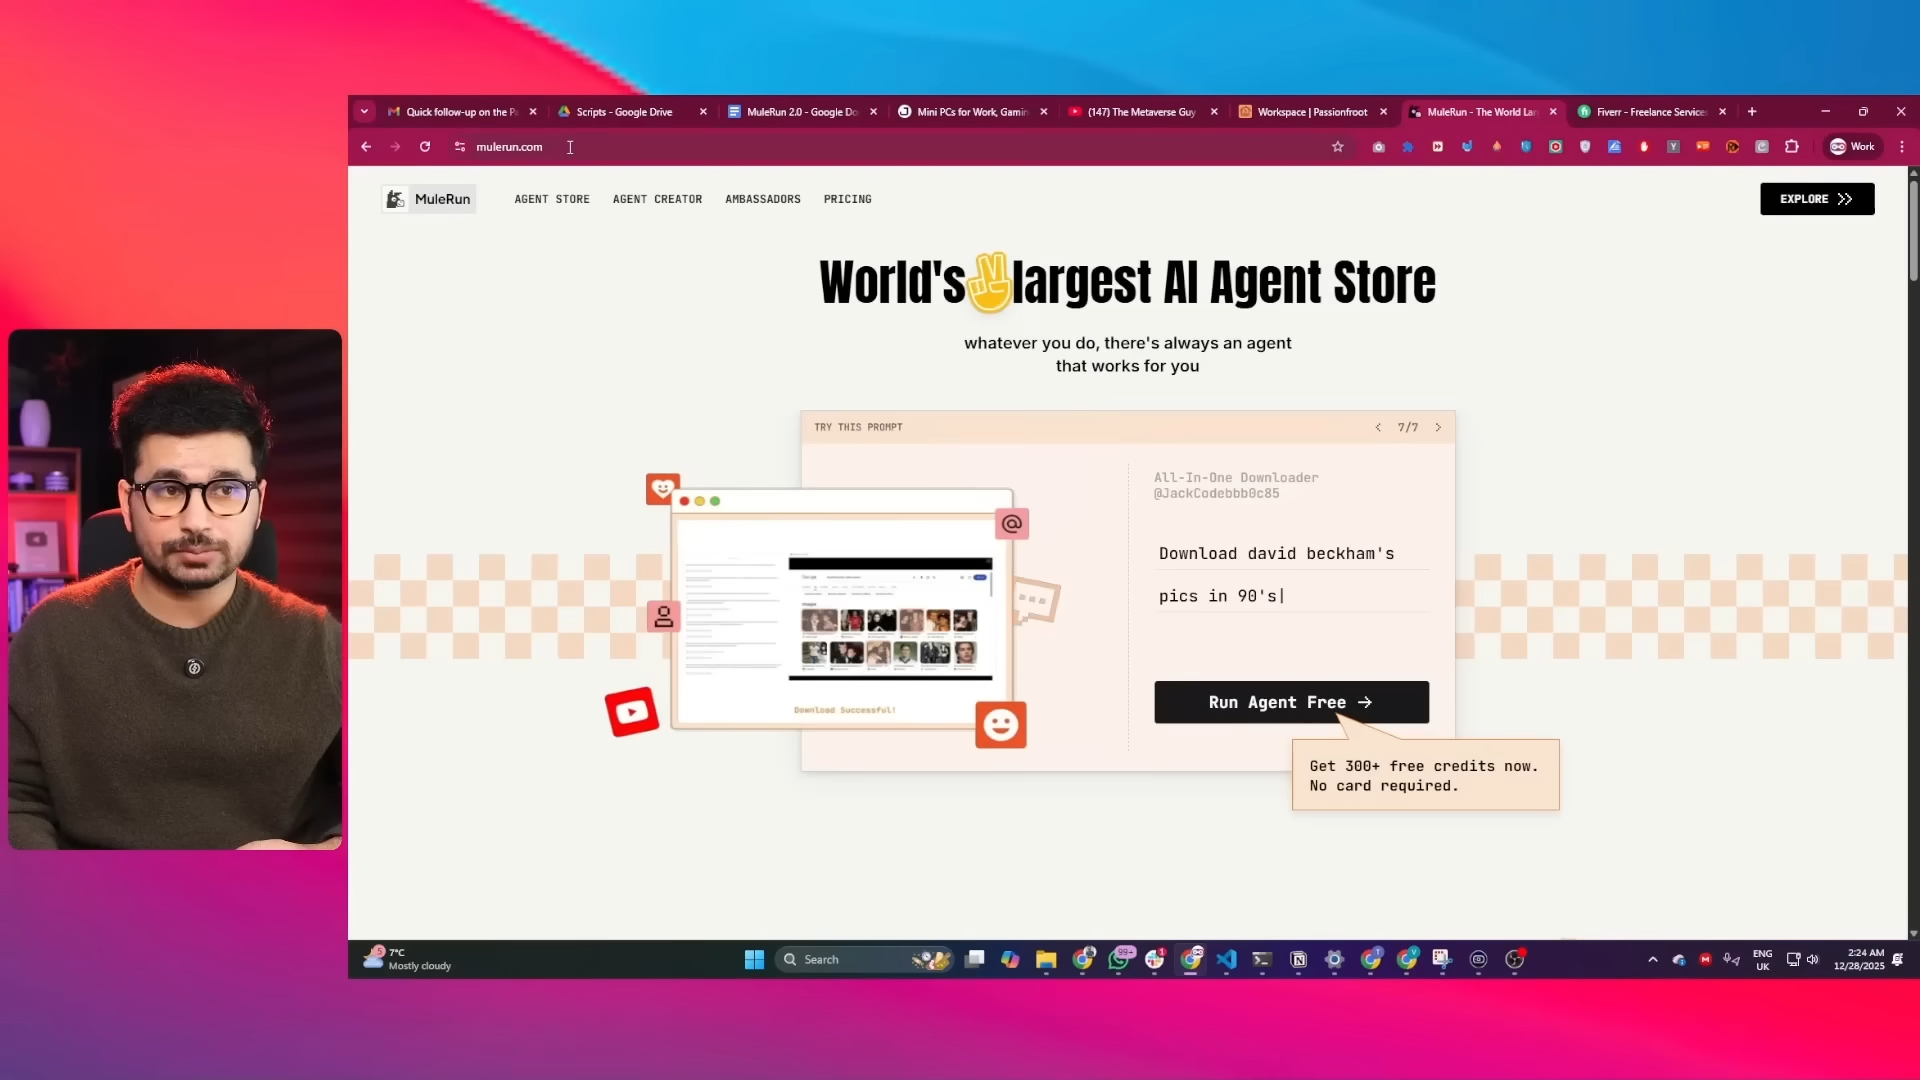 Quick follow-up on the P
Scripts - Google Drive
MuleRun 2.0 - Google Do
Mini PCs for Work, Gamin
(147) The Metaverse Guy
Workspace | Passionfroot
MuleRun - The World Lar
Fiverr - Freelance Service
mulerun.com
Work
MuleRun
AGENT STORE
AGENT CREATOR
AMBASSADORS
PRICING
EXPLORE
World's largest AI Agent Store
whatever you do, there's always an agent
that works for you
TRY THIS PROMPT
7/7
All-In-One Downloader
@JackCodebbb0c85
Download david beckham's
pics in 90's
Download Successful!
Run Agent Free →
Get 300+ free credits now.
No card required.
7°C
Mostly cloudy
Search
99+
ENG
UK
2:24 AM
12/28/2025